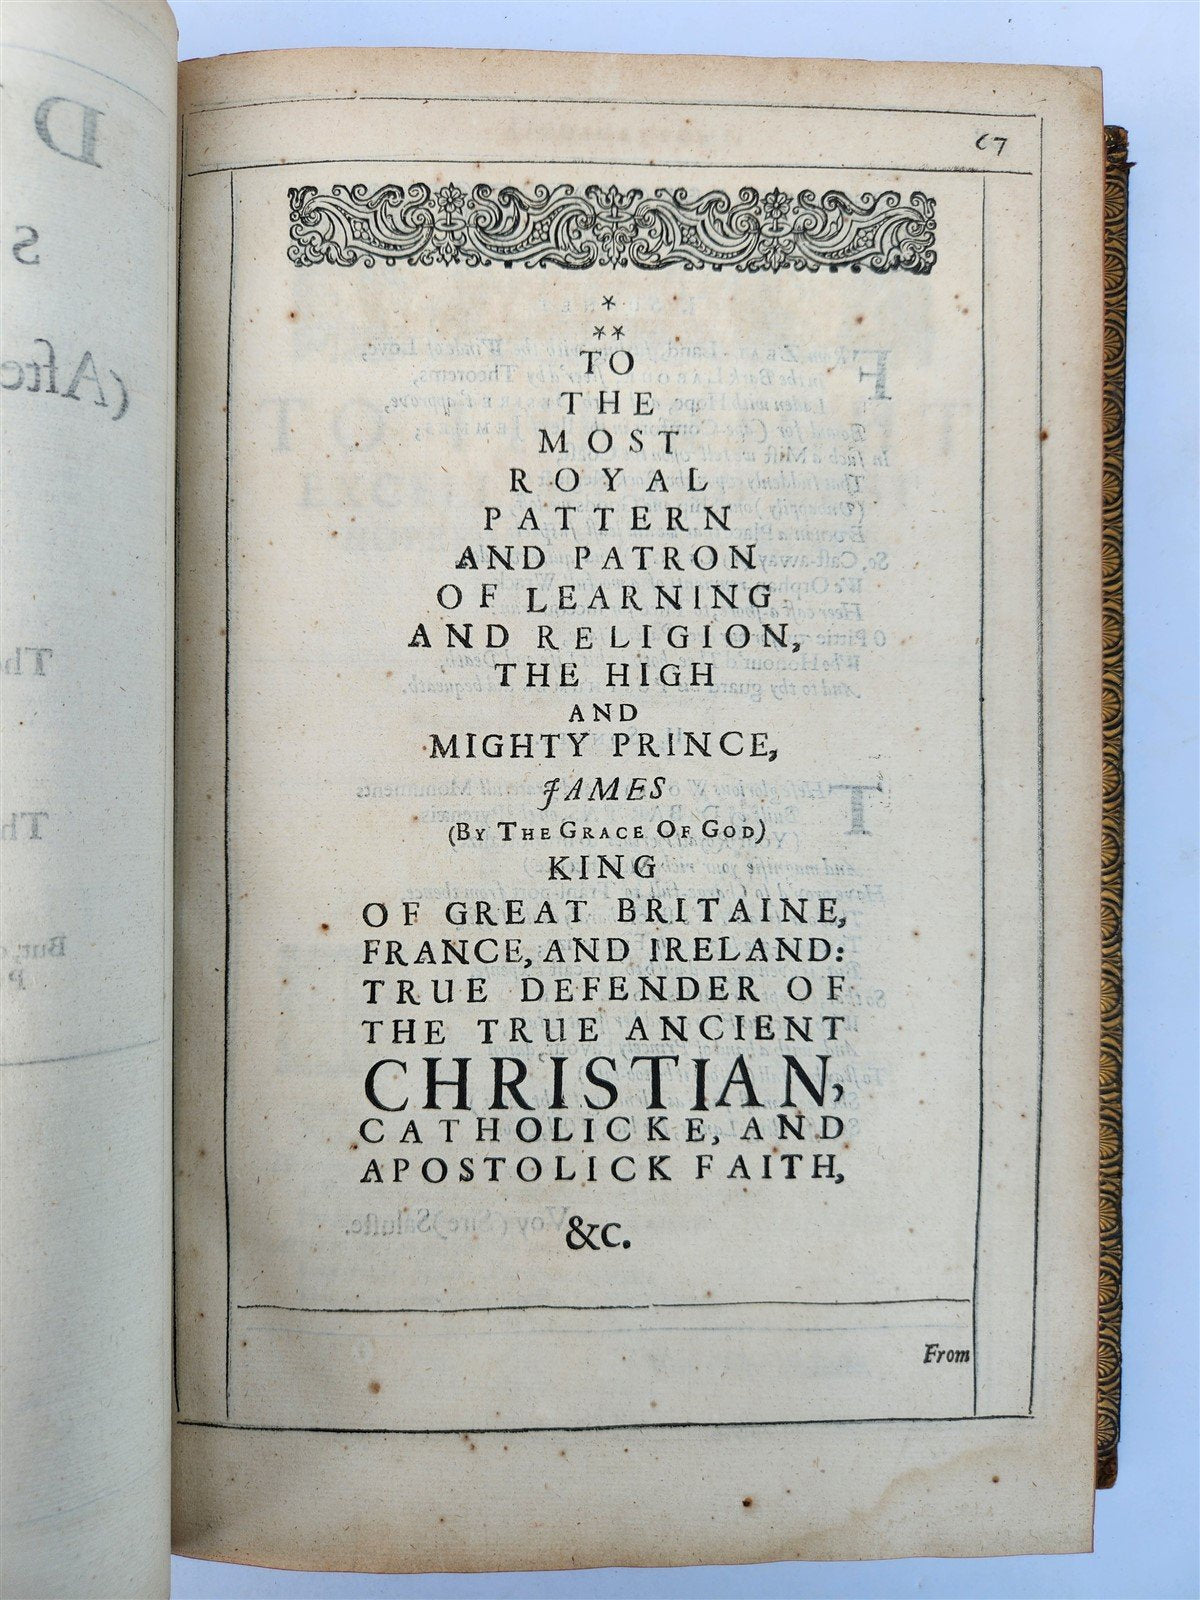 67
*
**
TO
THE
MOST
ROYAL
PATTERN
AND PATRON
OF LEARNING
AND RELIGION,
THE HIGH
AND
MIGHTY PRINCE,
JAMES
(BY THE GRACE OF GOD)
KING
OF GREAT BRITAINE,
FRANCE, AND IRELAND:
TRUE DEFENDER OF
THE TRUE ANCIENT
CHRISTIAN,
CATHOLICKE, AND
APOSTOLICK FAITH,
&c.
From